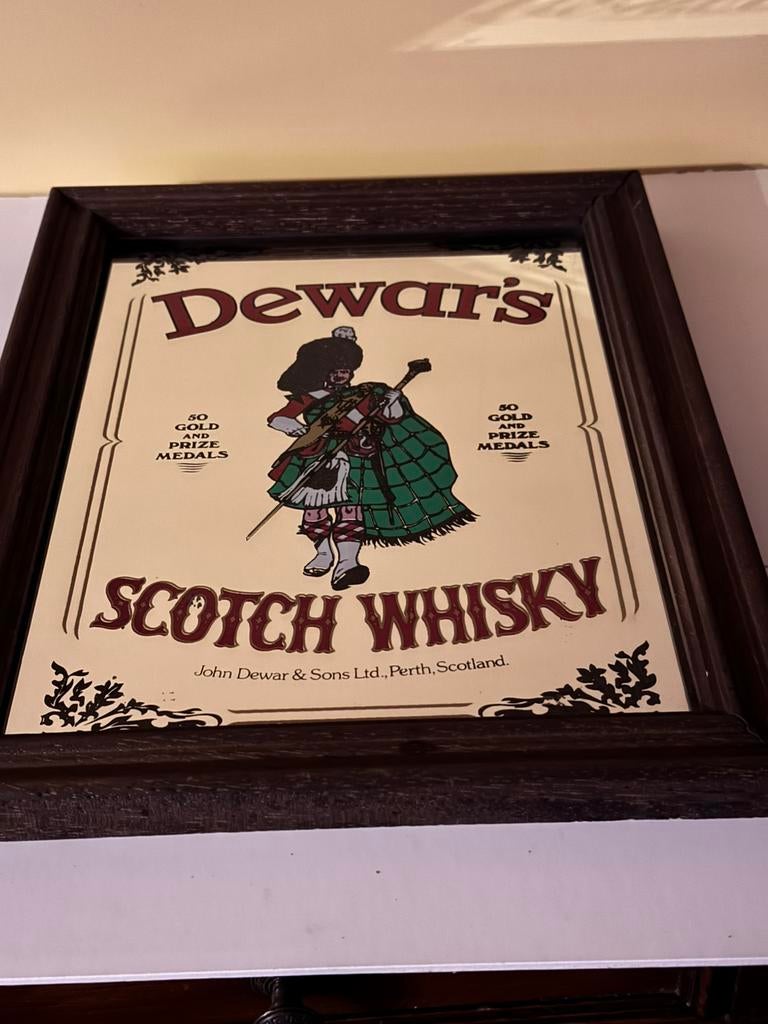 Dewar's
50
GOLD
AND
PRIZE
MEDALS
50
GOLD
AND
PRIZE
MEDALS
SCOTCH WHISKY
John Dewar & Sons Ltd., Perth, Scotland.